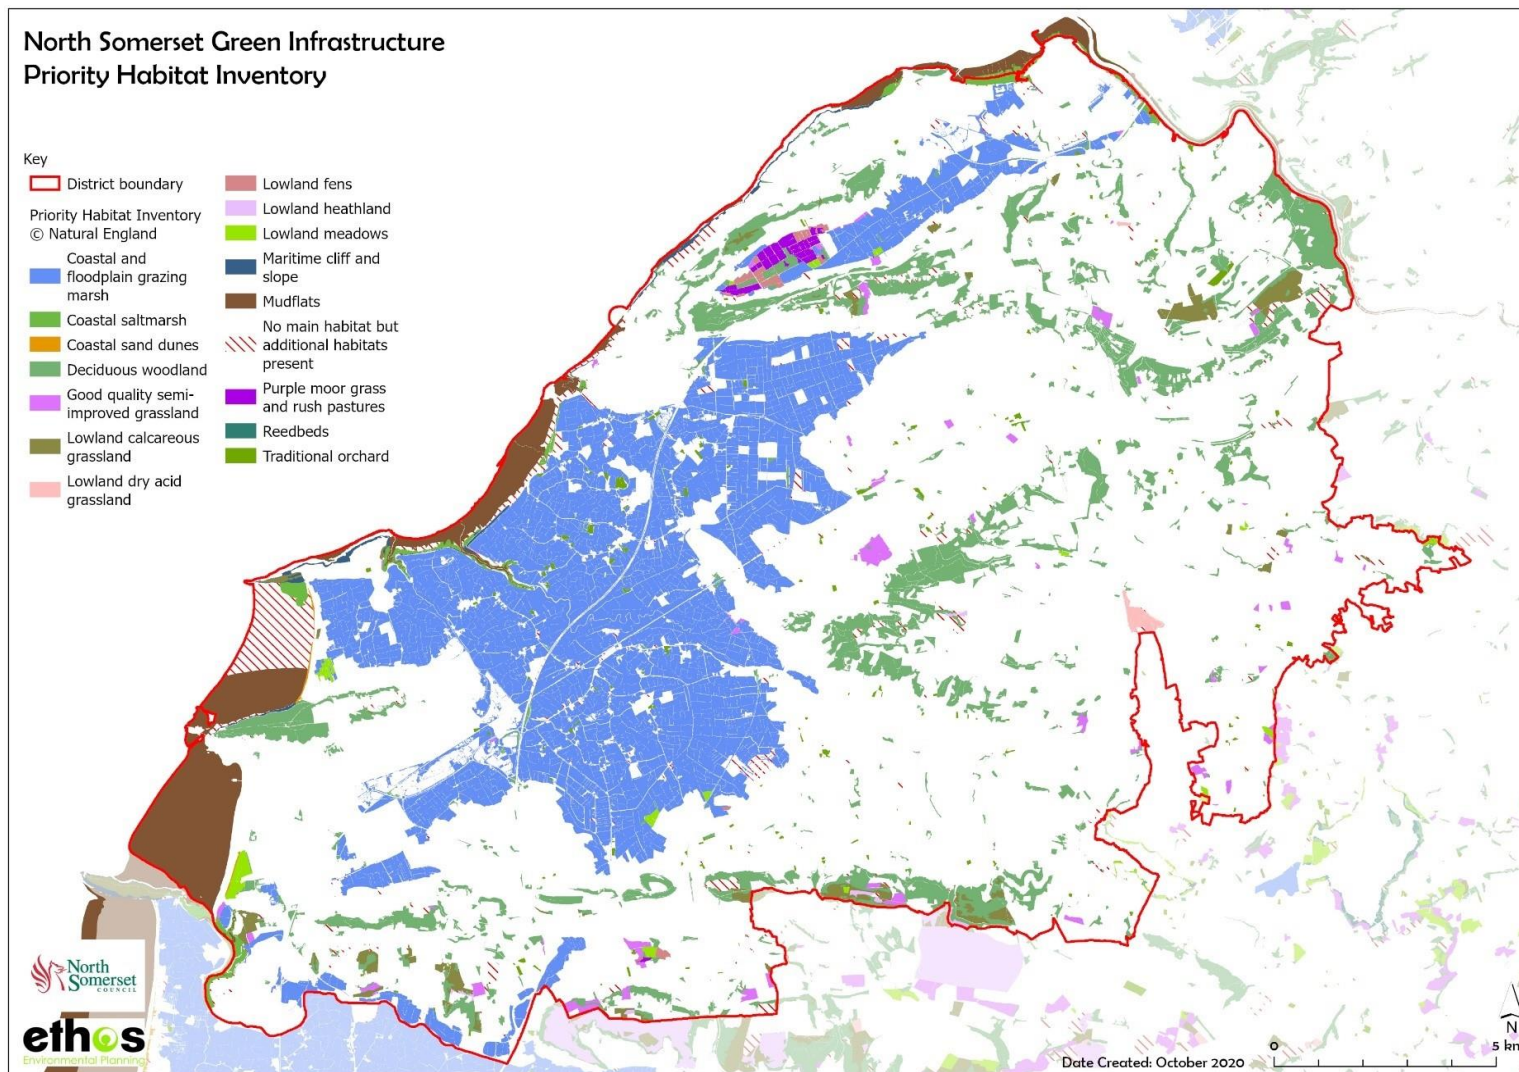 North Somerset Green Infrastructure
Priority Habitat Inventory
Key
District boundary
Priority Habitat Inventory
© Natural England
Coastal and
floodplain grazing
marsh
Coastal saltmarsh
Coastal sand dunes
Deciduous woodland
Good quality semi-
improved grassland
Lowland calcareous
grassland
Lowland dry acid
grassland
Lowland fens
Lowland heathland
Lowland meadows
Maritime cliff and
slope
Mudflats
No main habitat but
additional habitats
present
Purple moor grass
and rush pastures
Reedbeds
Traditional orchard
North
Somerset
COUNCIL
ethos
Environmental Planning
Date Created: October 2020
0
5 km
N